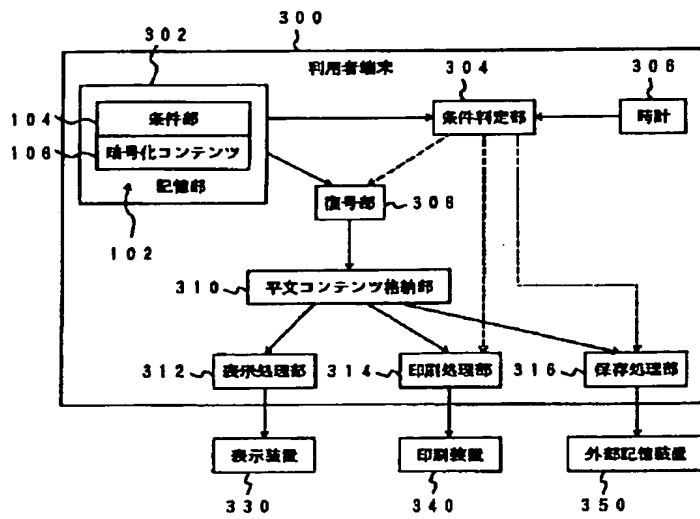 300
302
利用者端末
304
306
104
条件部
条件判定部
時計
106
暗号化コンテンツ
記憶部
復号部
308
102
310
平文コンテンツ格納部
312
表示処理部
314
印刷処理部
316
保存処理部
表示装置
印刷装置
外部記憶装置
330
340
350